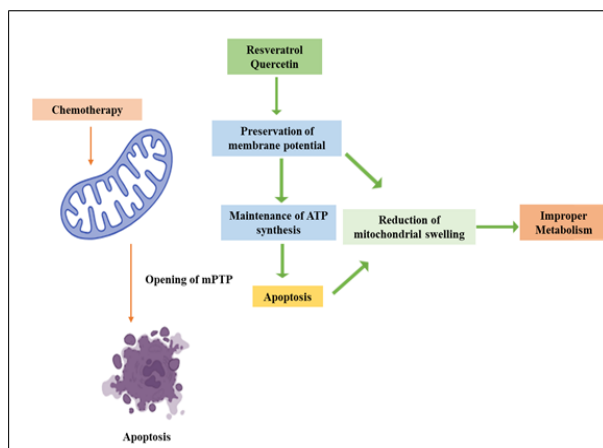 Resveratrol
Quercetin
Chemotherapy
Preservation of
membrane potential
Maintenance of ATP
synthesis
Reduction of
mitochondrial swelling
Improper
Metabolism
Opening of mPTP
Apoptosis
Apoptosis